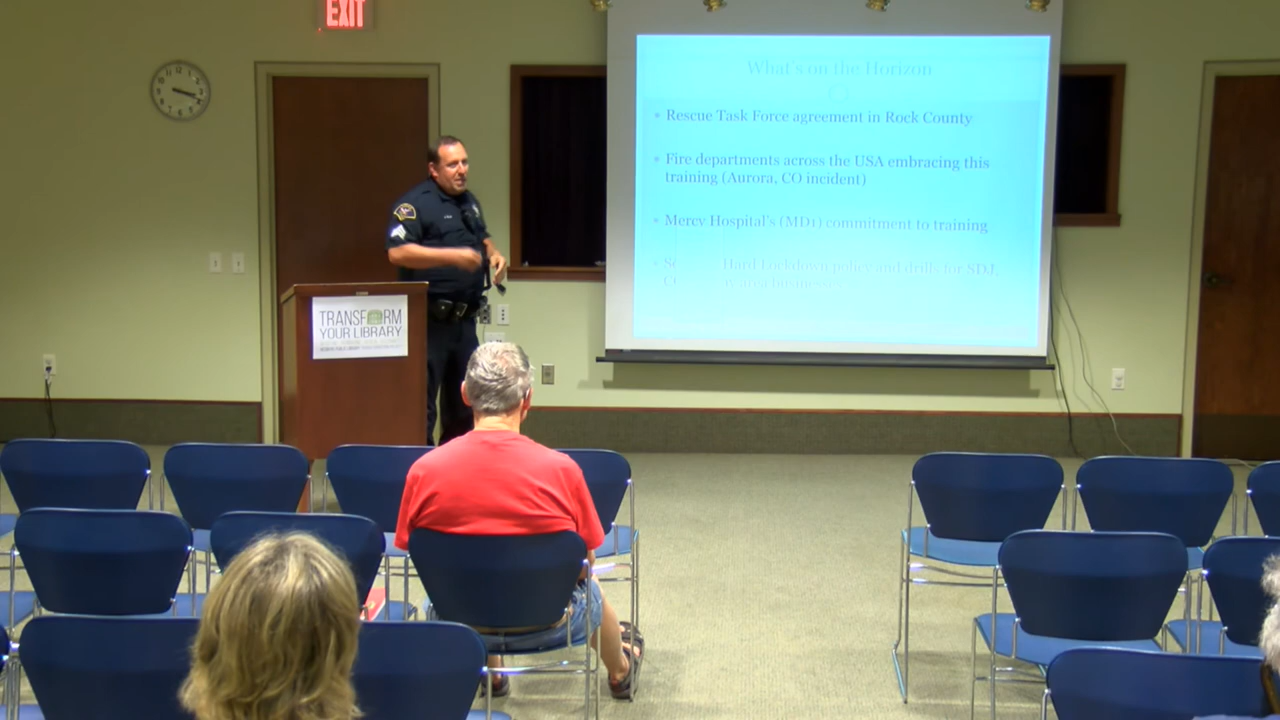 EXIT
What's on the Horizon
Rescue Task Force agreement in Rock County
Fire departments across the USA embracing this
training (Aurora, CO incident)
Mercy Hospital's (MD1) commitment to training
Hard Lockdown policy and drills for SDJ,
TRANSFORM
YOUR LIBRARY